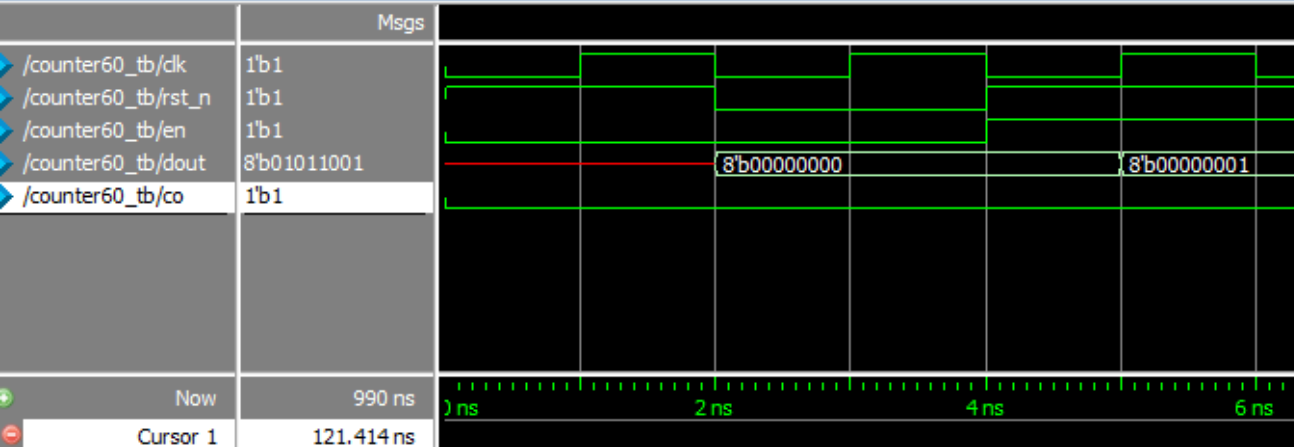 Msgs
/counter60_tb/clk 1'b1
/counter60_tb/rst_n 1'b1
/counter60_tb/en 1'b1
/counter60_tb/dout 8'b01011001 8'b00000000 8'b00000001
/counter60_tb/co 1'b1
Now 990 ns
ns 2 ns 4 ns 6 ns
Cursor 1 121.414 ns